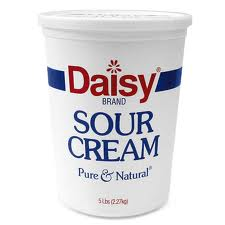 Daisy®
BRAND
SOUR
CREAM
Pure & Natural®
5 Lbs (2.27kg)